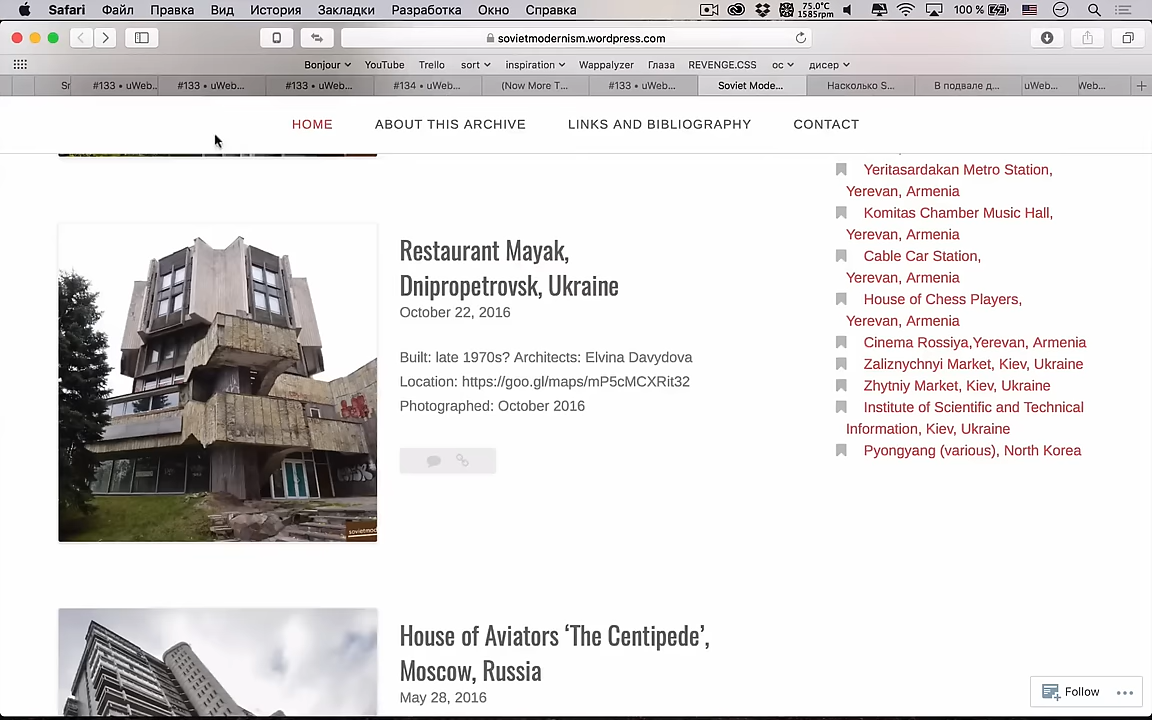 Safari Файл Правка Вид История Закладки Разработка Окно Справка 75.0°C 1585rpm 100 %
sovietmodernism.wordpress.com
Bonjour YouTube Trello sort inspiration Wappalyzer Глаза REVENGE.CSS ос дисер
Sr #133 • uWeb... #133 • uWeb... #133 • uWeb... #134 • uWeb... (Now More T... #133 • uWeb... Soviet Mode... Насколько S... В подвале д... uWeb... Web...
HOME ABOUT THIS ARCHIVE LINKS AND BIBLIOGRAPHY CONTACT
Restaurant Mayak,
Dnipropetrovsk, Ukraine
October 22, 2016
Built: late 1970s? Architects: Elvina Davydova
Location: https://goo.gl/maps/mP5cMCXRit32
Photographed: October 2016
sovietmod
House of Aviators ‘The Centipede’,
Moscow, Russia
May 28, 2016
Yeritasardakan Metro Station,
Yerevan, Armenia
Komitas Chamber Music Hall,
Yerevan, Armenia
Cable Car Station,
Yerevan, Armenia
House of Chess Players,
Yerevan, Armenia
Cinema Rossiya,Yerevan, Armenia
Zaliznychnyi Market, Kiev, Ukraine
Zhytniy Market, Kiev, Ukraine
Institute of Scientific and Technical
Information, Kiev, Ukraine
Pyongyang (various), North Korea
Follow